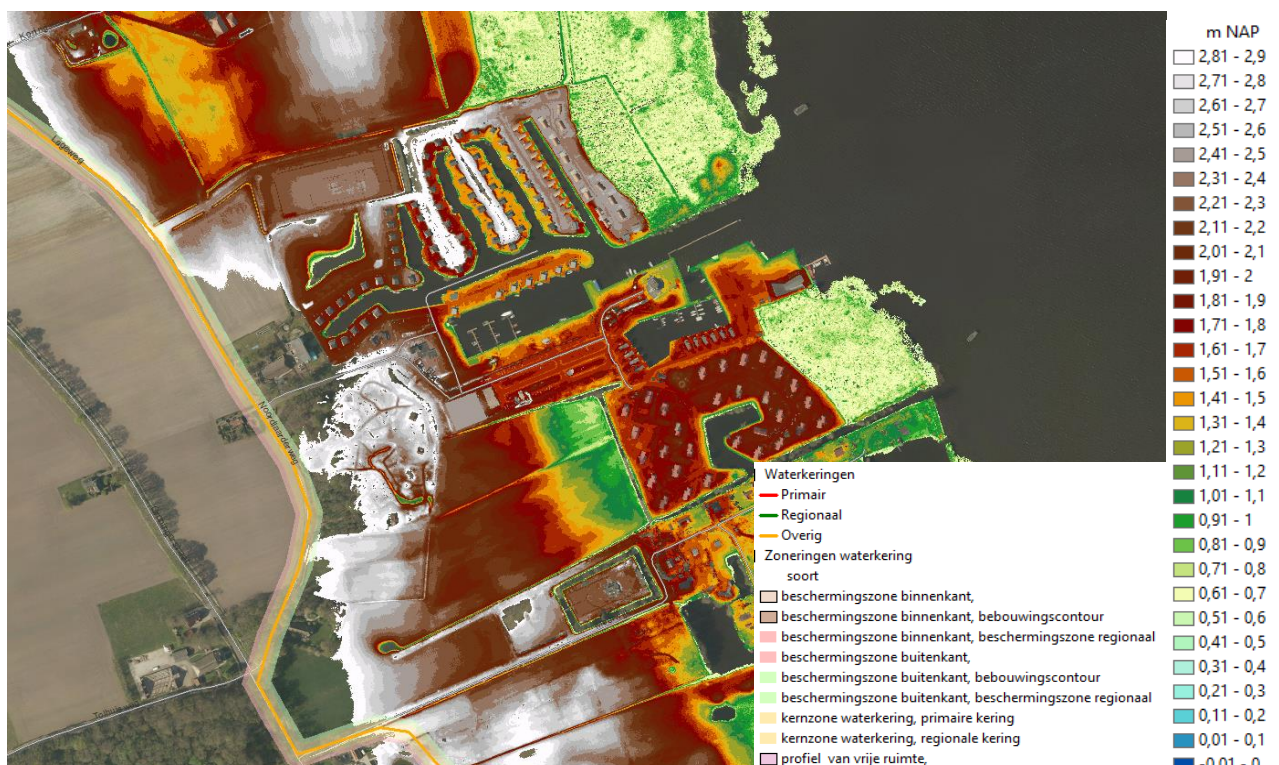 m NAP
2,81 - 2,9
2,71 - 2,8
2,61 - 2,7
2,51 - 2,6
2,41 - 2,5
2,31 - 2,4
2,21 - 2,3
2,11 - 2,2
2,01 - 2,1
1,91 - 2
1,81 - 1,9
1,71 - 1,8
1,61 - 1,7
1,51 - 1,6
1,41 - 1,5
1,31 - 1,4
1,21 - 1,3
1,11 - 1,2
1,01 - 1,1
0,91 - 1
0,81 - 0,9
0,71 - 0,8
0,61 - 0,7
0,51 - 0,6
0,41 - 0,5
0,31 - 0,4
0,21 - 0,3
0,11 - 0,2
0,01 - 0,1
-0,01 - 0
Lageweg
Noordbaarderweg
Waterkeringen
Primair
Regionaal
Overig
Zoneringen waterkering
soort
beschermingszone binnenkant,
beschermingszone binnenkant, bebouwingscontour
beschermingszone binnenkant, beschermingszone regionaal
beschermingszone buitenkant,
beschermingszone buitenkant, bebouwingscontour
beschermingszone buitenkant, beschermingszone regionaal
kernzone waterkering, primaire kering
kernzone waterkering, regionale kering
profiel van vrije ruimte,